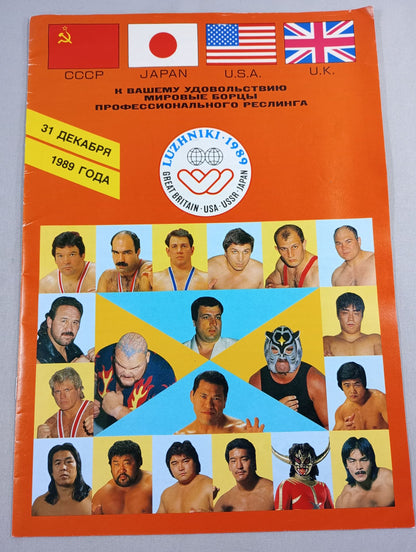 СССР
JAPAN
U.S.A.
U.K.
К ВАШЕМУ УДОВОЛЬСТВИЮ
МИРОВЫЕ БОРЦЫ
ПРОФЕССИОНАЛЬНОГО РЕСЛИНГА
31 ДЕКАБРЯ
1989 ГОДА
LUZHNIKI·1989
GREAT BRITAIN·USA·USSR·JAPAN